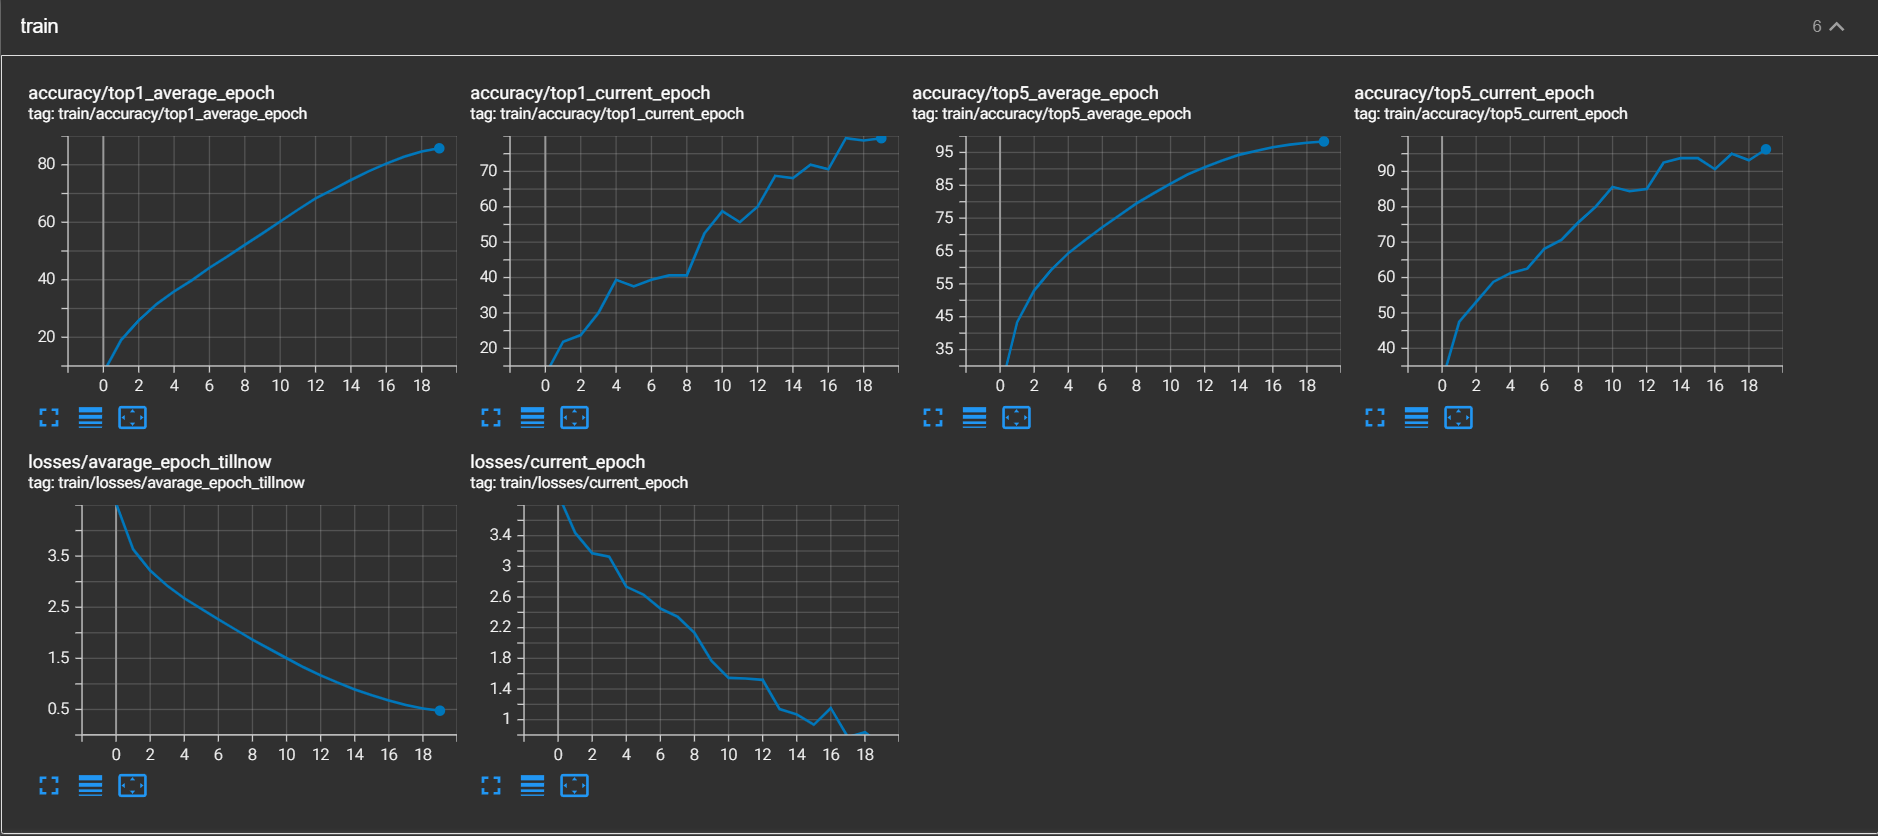 train
6
accuracy/top1_average_epoch
tag: train/accuracy/top1_average_epoch
80
60
40
20
0 2 4 6 8 10 12 14 16 18
accuracy/top1_current_epoch
tag: train/accuracy/top1_current_epoch
70
60
50
40
30
20
0 2 4 6 8 10 12 14 16 18
accuracy/top5_average_epoch
tag: train/accuracy/top5_average_epoch
95
85
75
65
55
45
35
0 2 4 6 8 10 12 14 16 18
accuracy/top5_current_epoch
tag: train/accuracy/top5_current_epoch
90
80
70
60
50
40
0 2 4 6 8 10 12 14 16 18
losses/avarage_epoch_tillnow
tag: train/losses/avarage_epoch_tillnow
3.5
2.5
1.5
0.5
0 2 4 6 8 10 12 14 16 18
losses/current_epoch
tag: train/losses/current_epoch
3.4
3
2.6
2.2
1.8
1.4
1
0 2 4 6 8 10 12 14 16 18